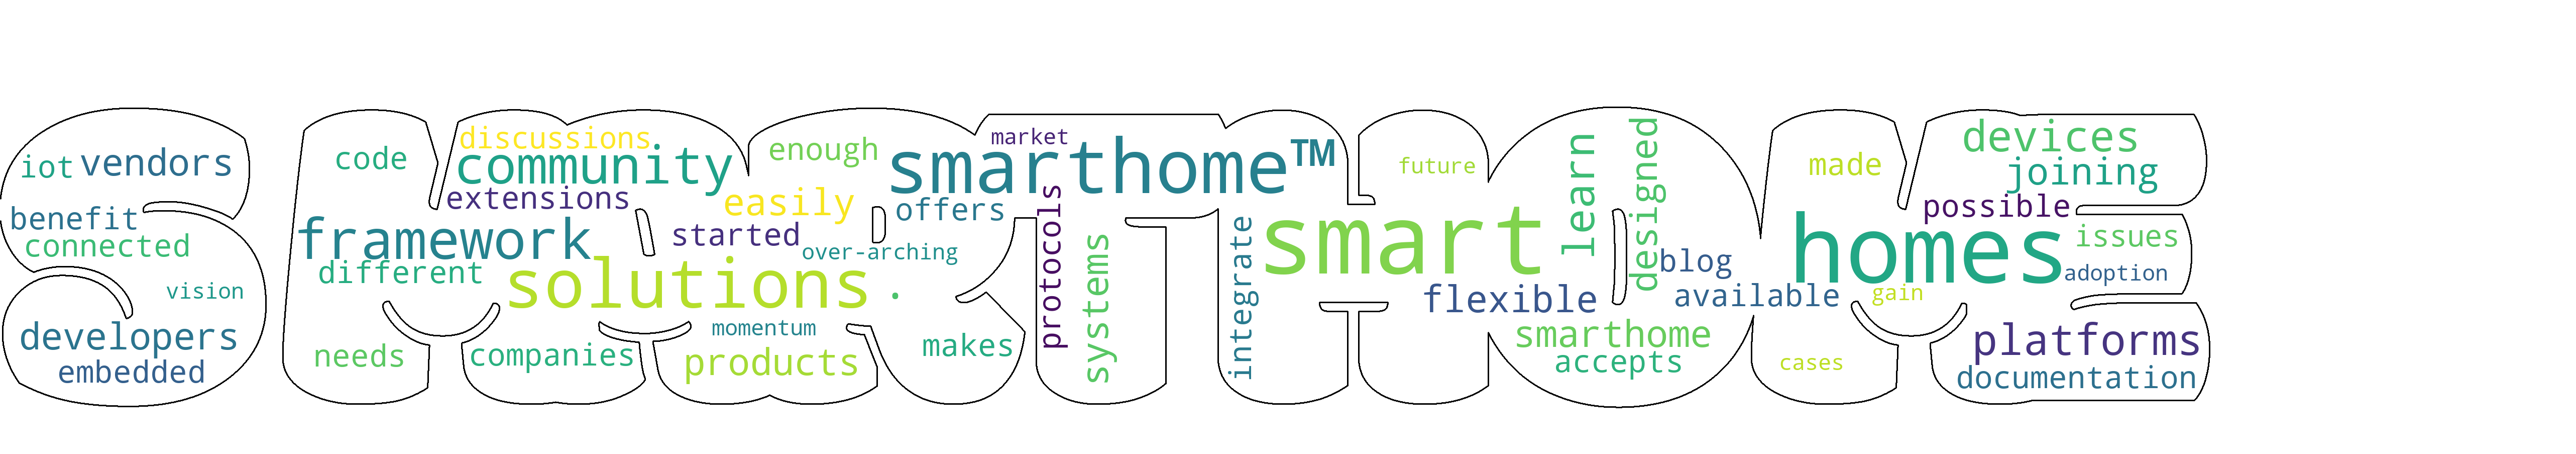 SMARTHOME
iot
vendors
benefit
connected
vision
developers
embedded
code
discussions
community
extensions
framework
different
solutions
needs
companies
enough
easily
started
over-arching
momentum
products
market
smarthome™
offers
.
makes
protocols
systems
integrate
smart
future
learn
designed
flexible
smarthome
accepts
blog
available
made
homes
gain
cases
devices
joining
possible
issues
adoption
platforms
documentation